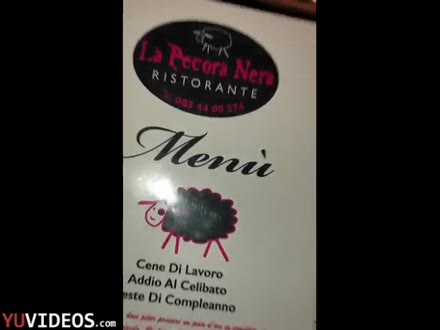 La Pecora Nera
RISTORANTE
Menù
Cene Di Lavoro
Addio Al Celibato
este Di Compleanno
YUVIDEOS.com